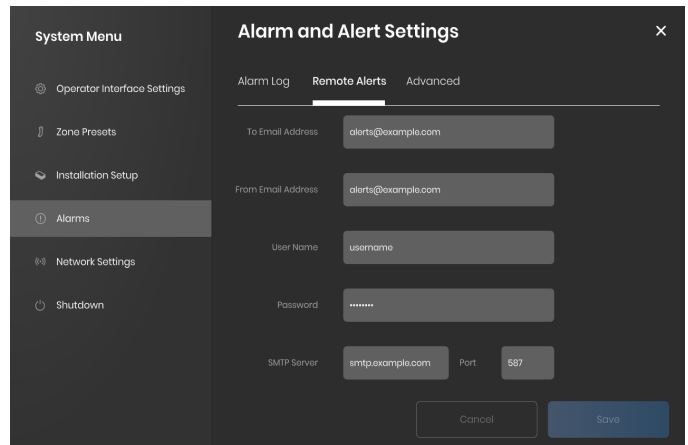 System Menu
Operator Interface Settings
Zone Presets
Installation Setup
Alarms
Network Settings
Shutdown
Alarm and Alert Settings
×
Alarm Log Remote Alerts Advanced
To Email Address alerts@example.com
From Email Address alerts@example.com
User Name username
Password ••••••••
SMTP Server smtp.example.com Port 587
Cancel Save